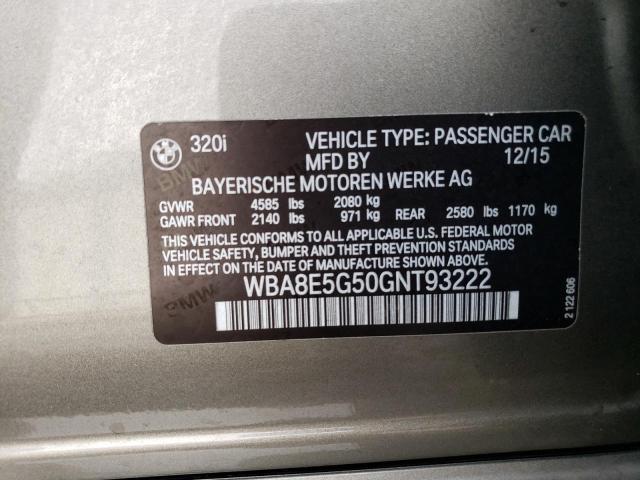 320i VEHICLE TYPE: PASSENGER CAR
MFD BY 12/15
BAYERISCHE MOTOREN WERKE AG
GVWR 4585 lbs 2080 kg
GAWR FRONT 2140 lbs 971 kg REAR 2580 lbs 1170 kg
THIS VEHICLE CONFORMS TO ALL APPLICABLE U.S. FEDERAL MOTOR
VEHICLE SAFETY, BUMPER AND THEFT PREVENTION STANDARDS
IN EFFECT ON THE DATE OF MANUFACTURE SHOWN ABOVE.
WBA8E5G50GNT93222
2 122 606
BMW
BMW
BMW